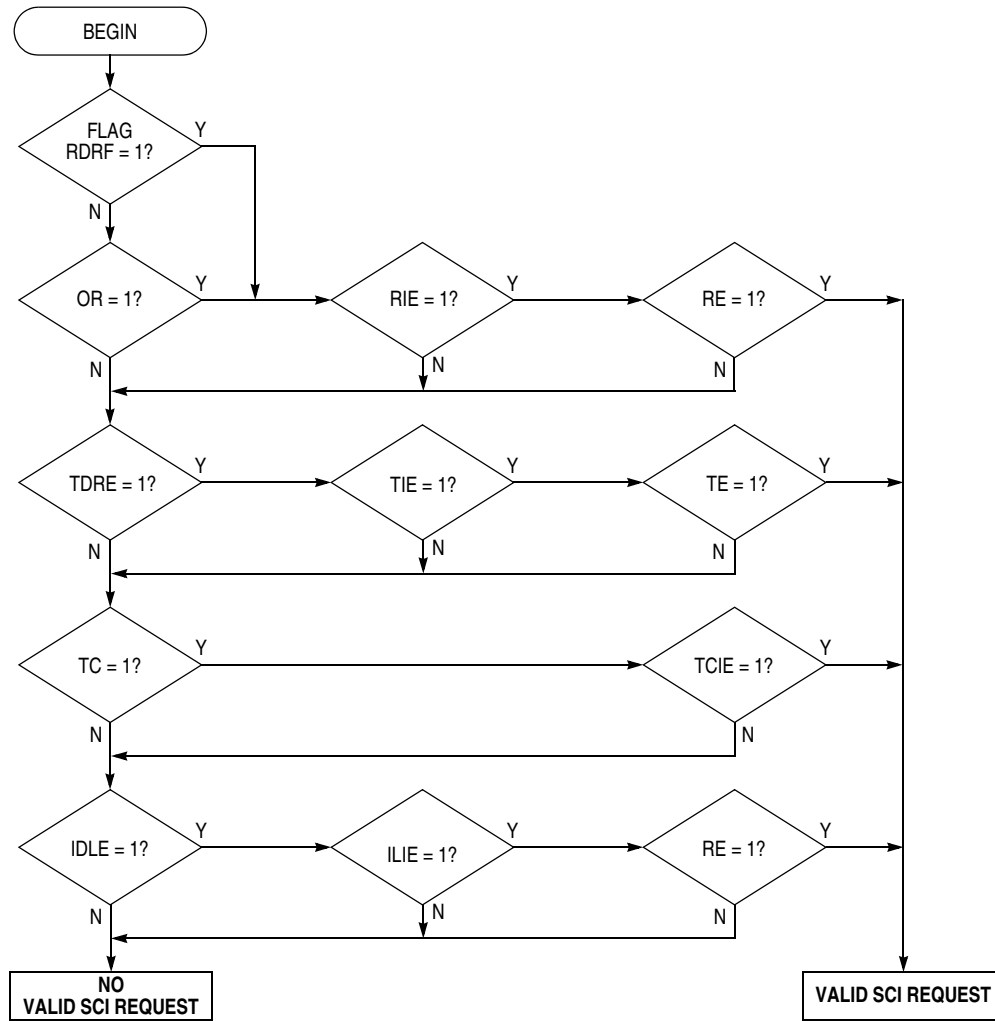 BEGIN
FLAG
RDRF = 1?
Y
N
OR = 1?
Y
RIE = 1?
Y
RE = 1?
Y
N
N
N
TDRE = 1?
Y
TIE = 1?
Y
TE = 1?
Y
N
N
N
TC = 1?
Y
TCIE = 1?
Y
N
N
IDLE = 1?
Y
ILIE = 1?
Y
RE = 1?
Y
N
N
N
NO
VALID SCI REQUEST
VALID SCI REQUEST